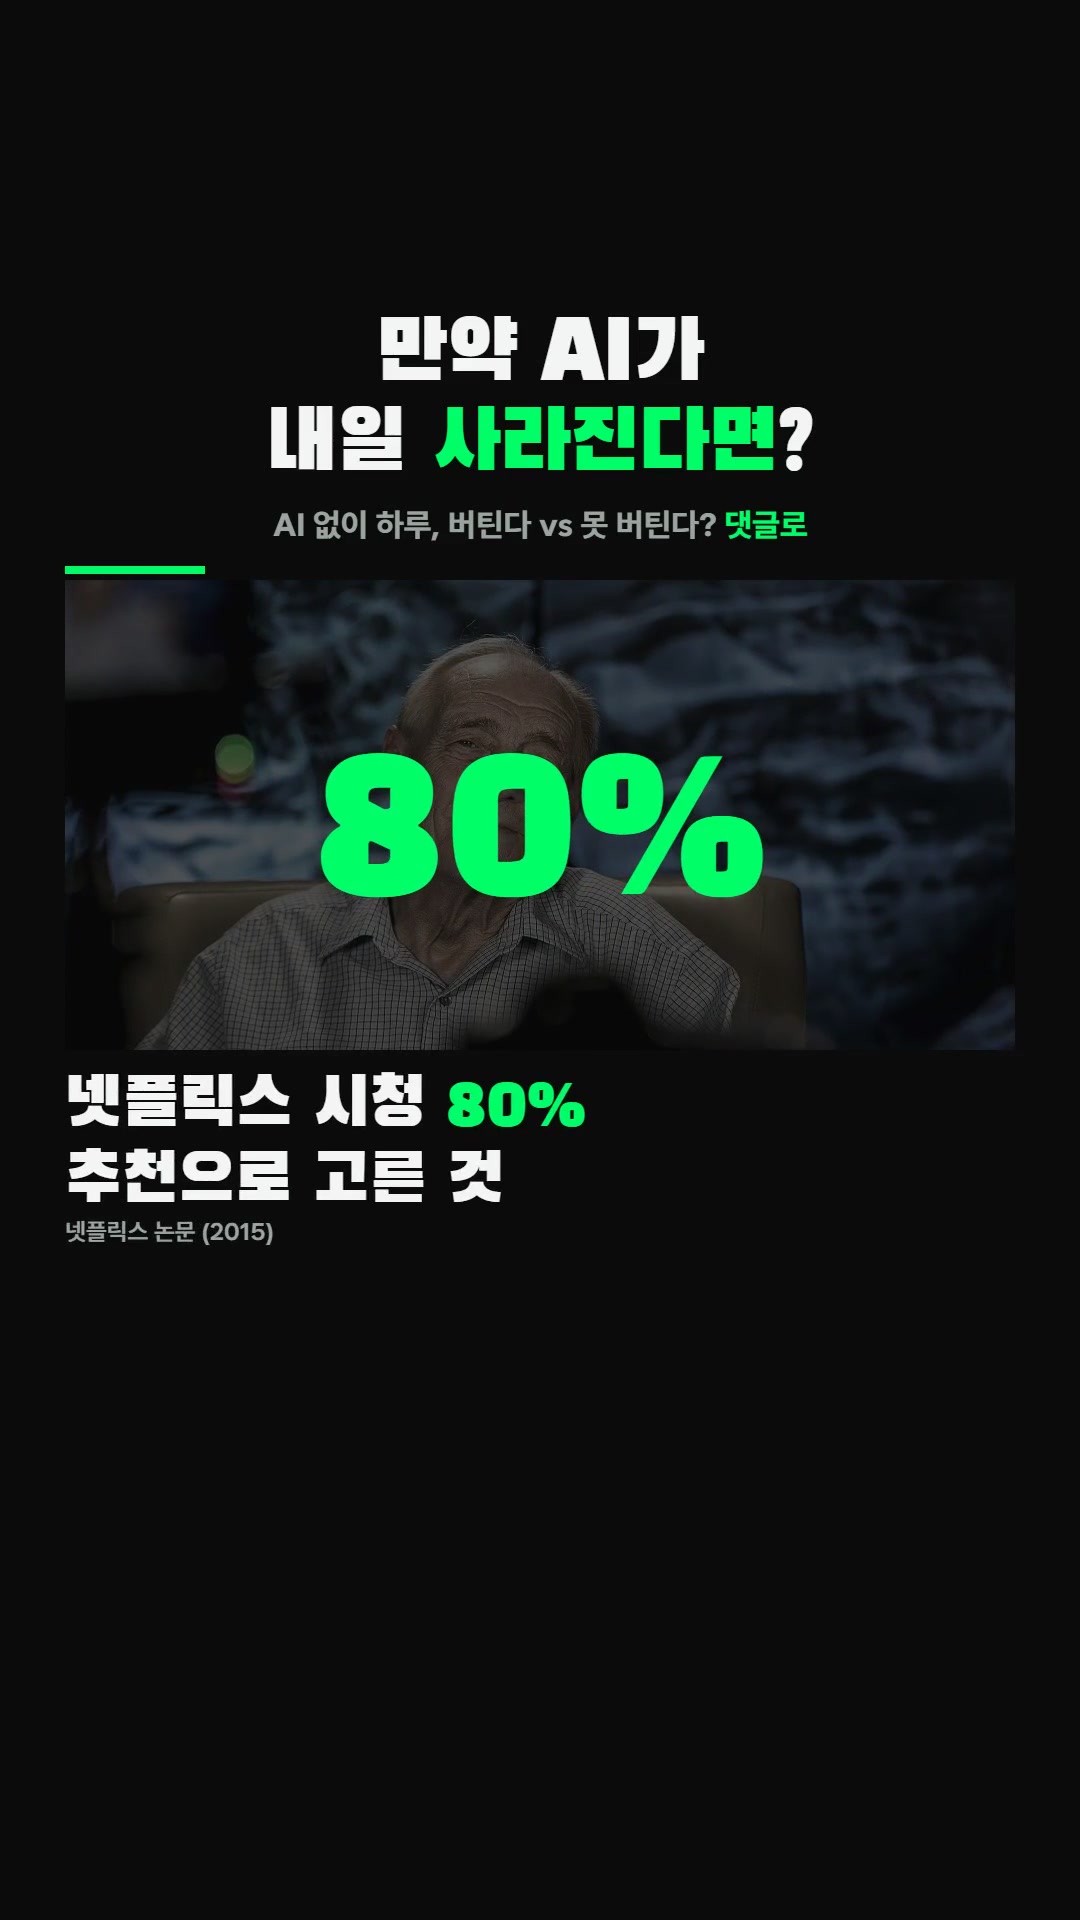 만약 AI가
내일 사라진다면?
AI 없이 하루, 버틴다 vs 못 버틴다? 댓글로
80%
넷플릭스 시청 80%
추천으로 고른 것
넷플릭스 논문 (2015)